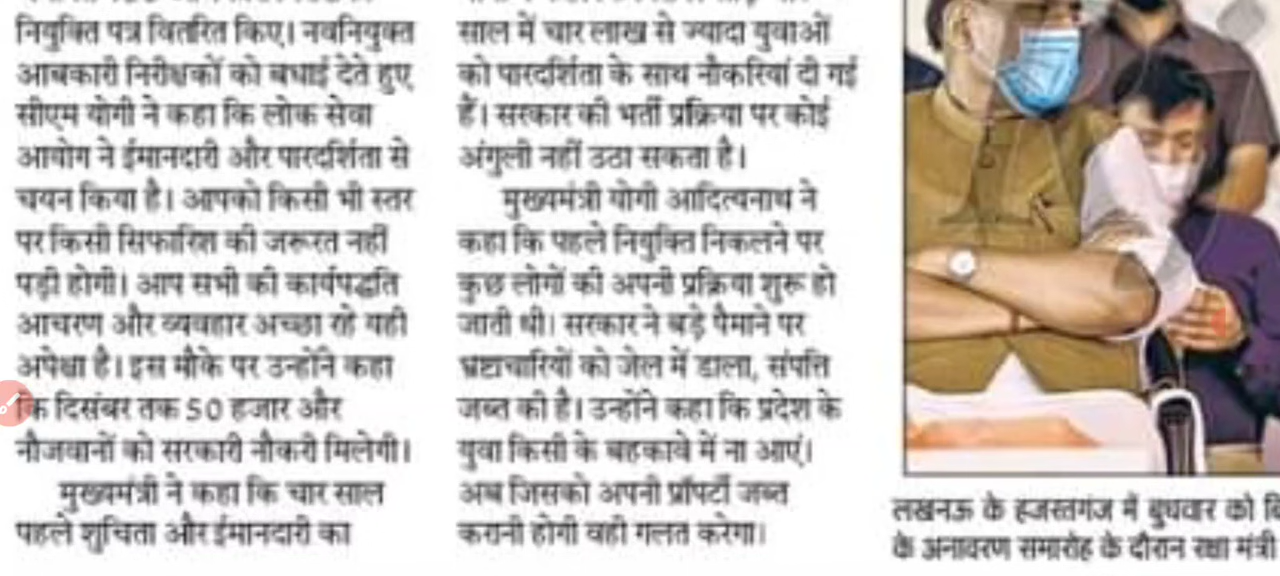 नियुक्ति पत्र वितरित किए। नवनियुक्त
आबकारी निरीक्षकों को बधाई देते हुए
सीएम योगी ने कहा कि लोक सेवा
आयोग ने ईमानदारी और पारदर्शिता से
चयन किया है। आपको किसी भी स्तर
पर किसी सिफारिश की जरूरत नहीं
पड़ी होगी। आप सभी की कार्यपद्धति
आचरण और व्यवहार अच्छा रहे यही
अपेक्षा है। इस मौके पर उन्होंने कहा
कि दिसंबर तक 50 हजार और
नौजवानों को सरकारी नौकरी मिलेगी।
मुख्यमंत्री ने कहा कि चार साल
पहले शुचिता और ईमानदारी का
साल में चार लाख से ज्यादा युवाओं
को पारदर्शिता के साथ नौकरियां दी गई
हैं। सरकार की भर्ती प्रक्रिया पर कोई
अंगुली नहीं उठा सकता है।
मुख्यमंत्री योगी आदित्यनाथ ने
कहा कि पहले नियुक्ति निकलने पर
कुछ लोगों की अपनी प्रक्रिया शुरू हो
जाती थी। सरकार ने बड़े पैमाने पर
भ्रष्टाचारियों को जेल में डाला, संपत्ति
जब्त की है। उन्होंने कहा कि प्रदेश के
युवा किसी के बहकावे में ना आएं।
अब जिसको अपनी प्रॉपर्टी जब्त
करानी होगी वही गलत करेगा।
लखनऊ के हजरतगंज में बुधवार को
के अनावरण समारोह के दौरान रक्षा मंत्री